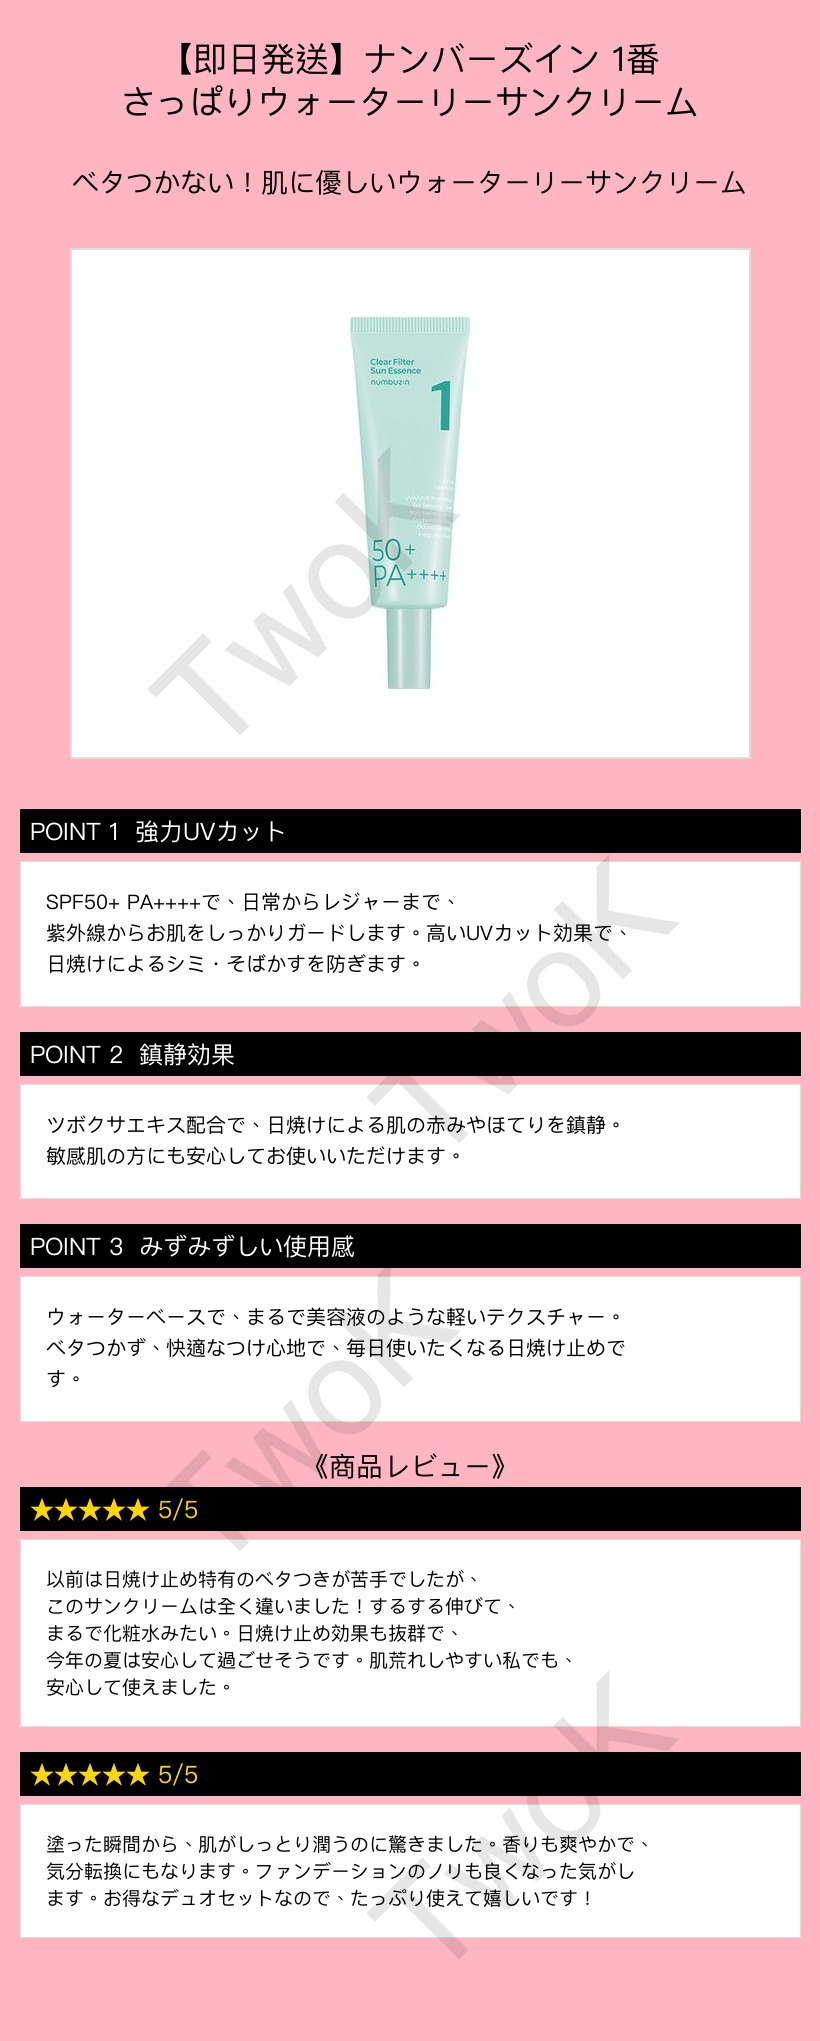 【即日発送】ナンバーズイン 1番
さっぱりウォーターリーサンクリーム
ベタつかない！肌に優しいウォーターリーサンクリーム
Clear Filter
Sun Essence
numbuz:n
1
50+
PA++++
TwoK
POINT 1 強力UVカット
SPF50+ PA++++で、日常からレジャーまで、
紫外線からお肌をしっかりガードします。高いUVカット効果で、
日焼けによるシミ・そばかすを防ぎます。
TwoK
POINT 2 鎮静効果
ツボクサエキス配合で、日焼けによる肌の赤みやほてりを鎮静。
敏感肌の方にも安心してお使いいただけます。
POINT 3 みずみずしい使用感
ウォーターベースで、まるで美容液のような軽いテクスチャー。
ベタつかず、快適なつけ心地で、毎日使いたくなる日焼け止めで
す。
TwoK
《商品レビュー》
★★★★★ 5/5
以前は日焼け止め特有のベタつきが苦手でしたが、
このサンクリームは全く違いました！するする伸びて、
まるで化粧水みたい。日焼け止め効果も抜群で、
今年の夏は安心して過ごせそうです。肌荒れしやすい私でも、
安心して使えました。
★★★★★ 5/5
塗った瞬間から、肌がしっとり潤うのに驚きました。香りも爽やかで、
気分転換にもなります。ファンデーションのノリも良くなった気がし
ます。お得なデュオセットなので、たっぷり使えて嬉しいです！
TwoK